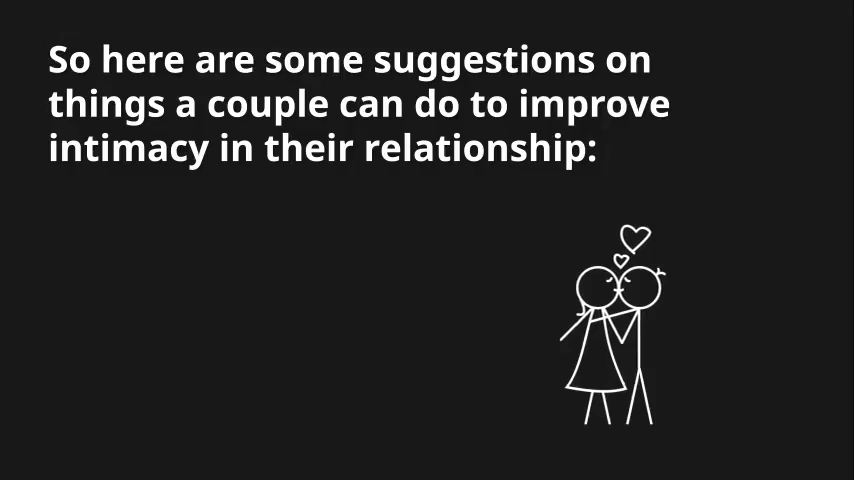 So here are some suggestions on
things a couple can do to improve
intimacy in their relationship: